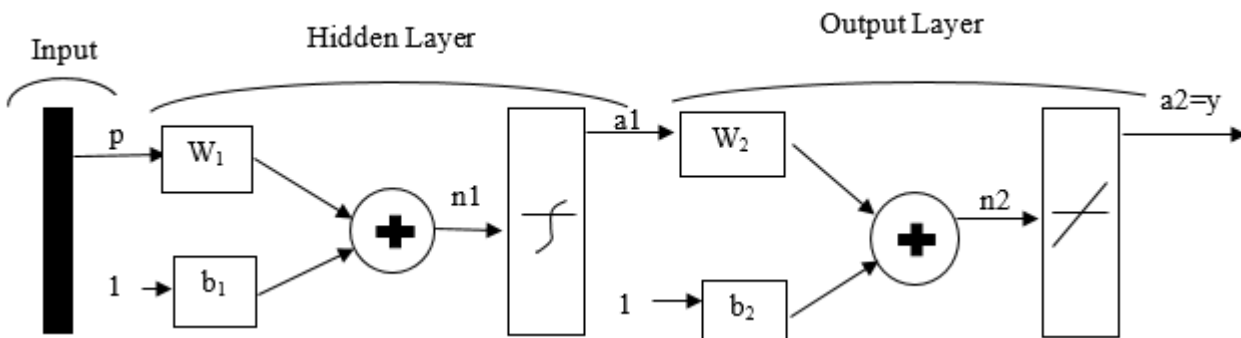 Input
Hidden Layer
Output Layer
p
W₁
n1
a1
W₂
n2
a2=y
1
b₁
1
b₂